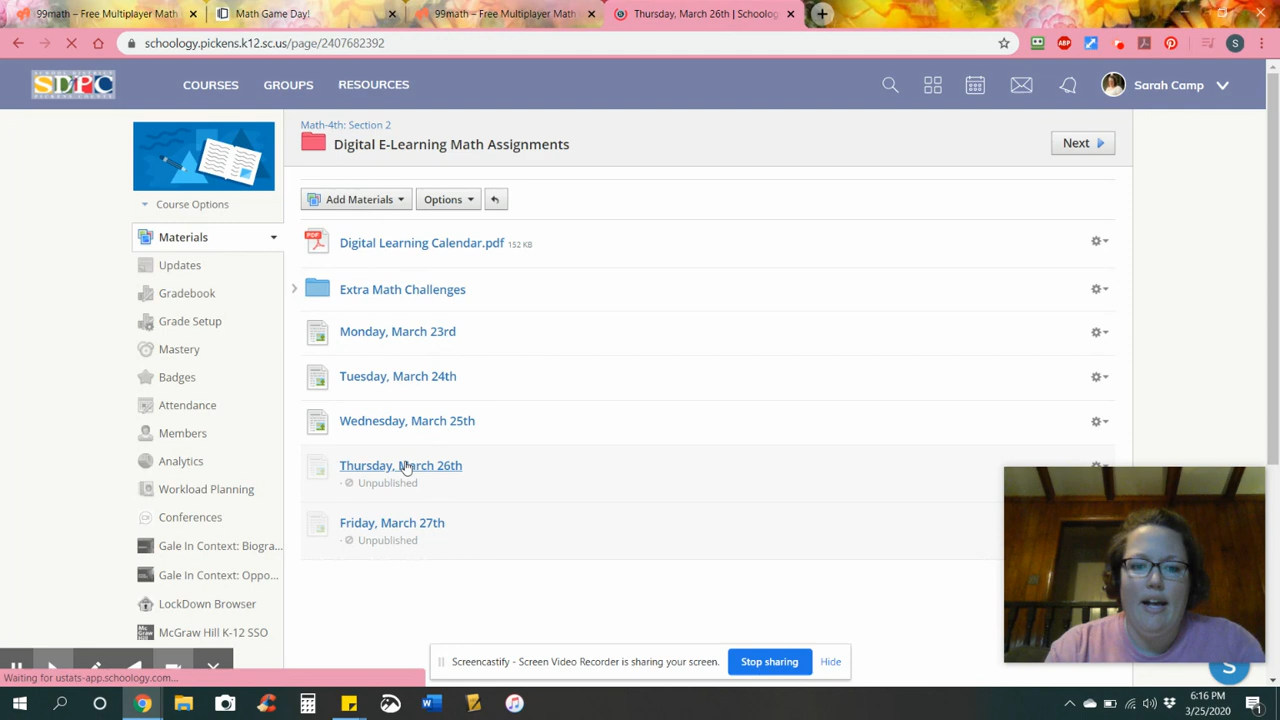 99math – Free Multiplayer Math
Math Game Day!
99math – Free Multiplayer Math
Thursday, March 26th | Schoolog
schoology.pickens.k12.sc.us/page/2407682392
ABP
S
SDPC
COURSES
GROUPS
RESOURCES
Sarah Camp
Math-4th: Section 2
Digital E-Learning Math Assignments
Next
Course Options
Add Materials
Options
Materials
Updates
Gradebook
Grade Setup
Mastery
Badges
Attendance
Members
Analytics
Workload Planning
Conferences
Gale In Context: Biogra...
Gale In Context: Oppo...
LockDown Browser
McGraw Hill K-12 SSO
PDF
Digital Learning Calendar.pdf 152 KB
Extra Math Challenges
Monday, March 23rd
Tuesday, March 24th
Wednesday, March 25th
Thursday, March 26th
· Unpublished
Friday, March 27th
· Unpublished
Screencastify - Screen Video Recorder is sharing your screen.
Stop sharing
Hide
S
Waiting for ustats-app.schoology.com...
6:16 PM
3/25/2020
1